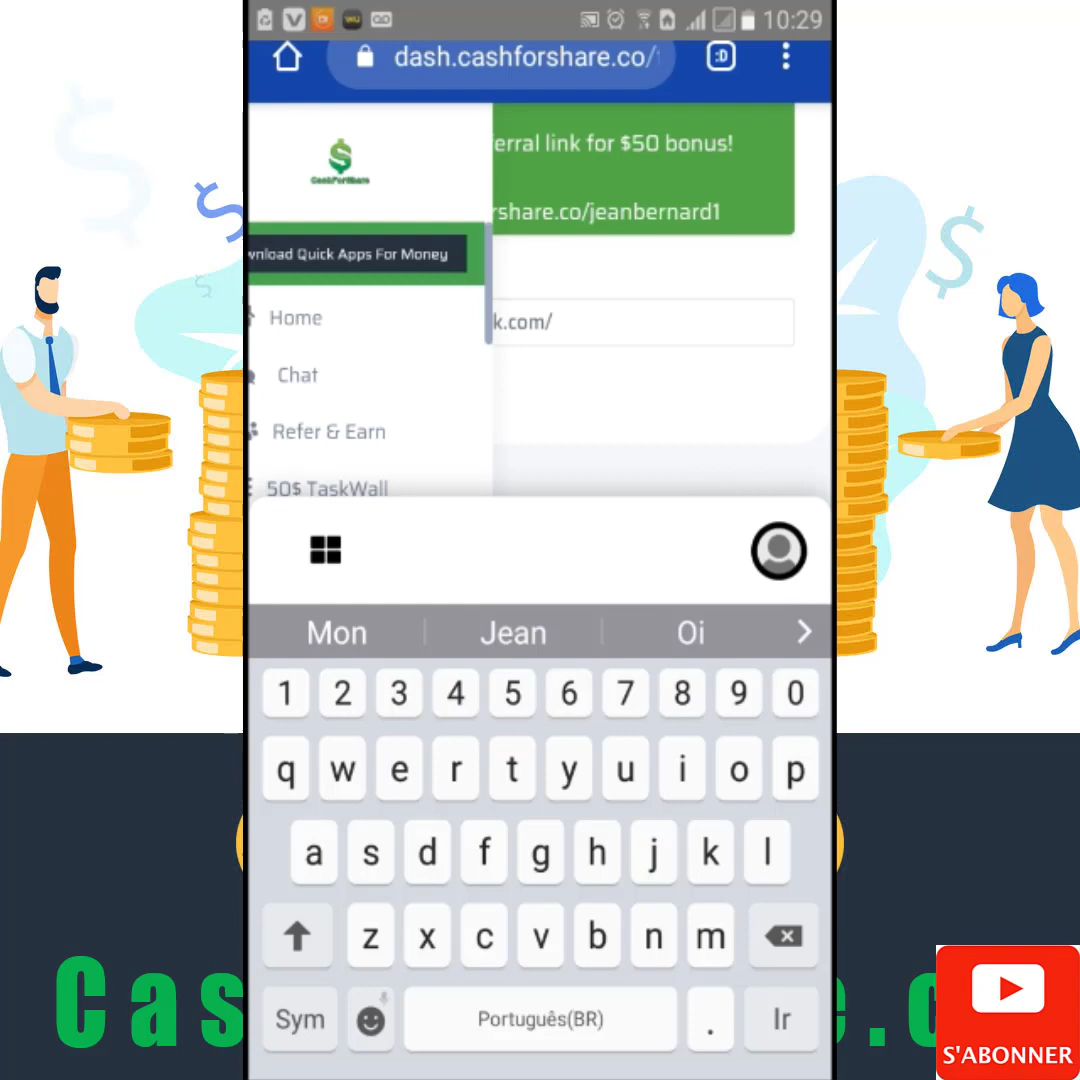 10:29
dash.cashforshare.co/
CashForShare
erral link for $50 bonus!
rshare.co/jeanbernard1
wnload Quick Apps For Money
Home
k.com/
Chat
Refer & Earn
50$ TaskWall
Mon Jean Oi
1 2 3 4 5 6 7 8 9 0
q w e r t y u i o p
a s d f g h j k l
z x c v b n m
Sym Português(BR) . Ir
Cas e.c
S'ABONNER